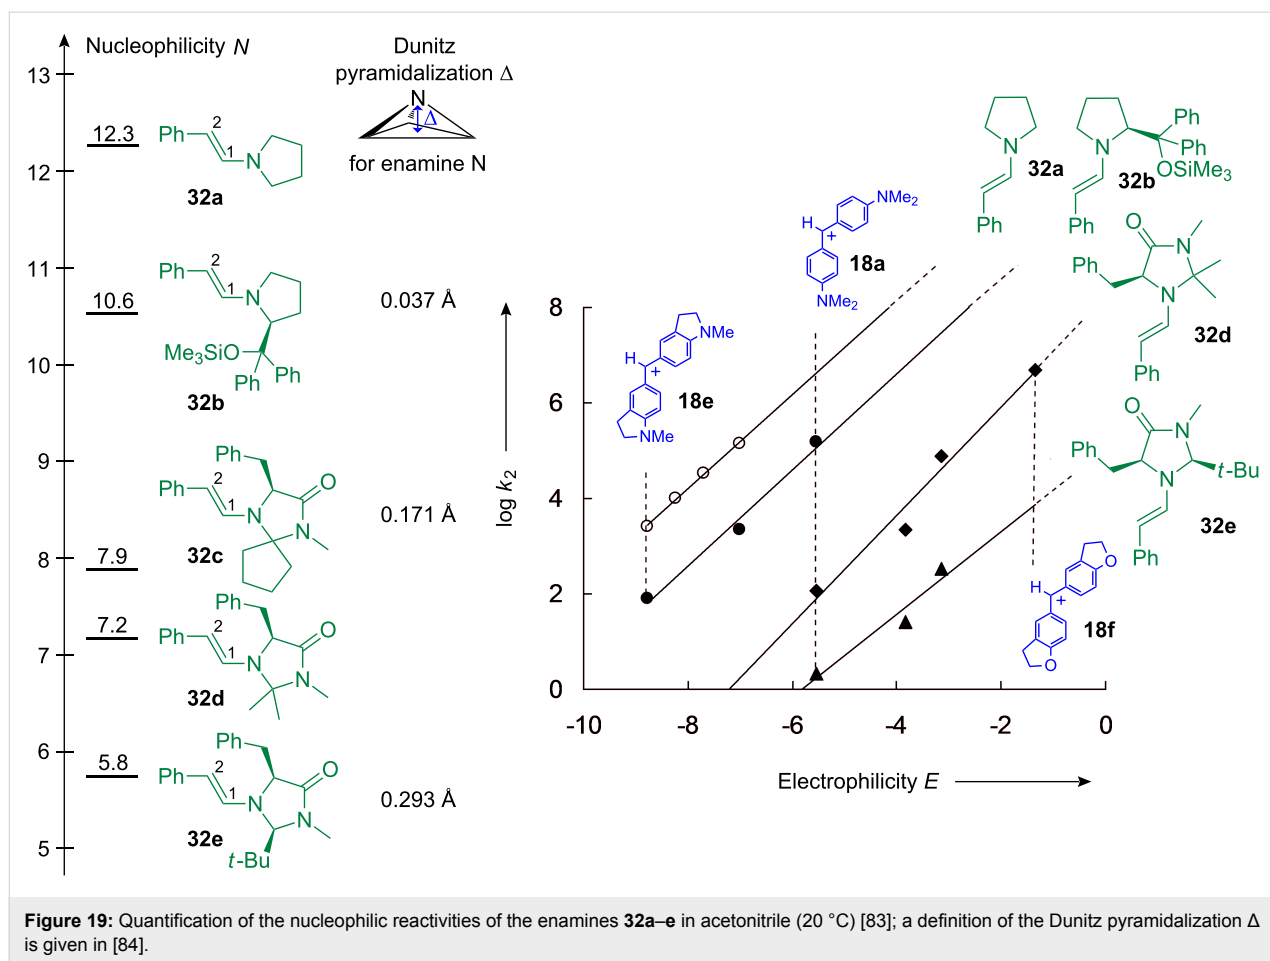 Nucleophilicity N
Dunitz
pyramidalization Δ
N
Δ
for enamine N
13
12
11
10
9
8
7
6
5
12.3
Ph
2
1
N
32a
10.6
Ph
2
1
N
Me3SiO
Ph
Ph
32b
0.037 Å
Ph
Ph
2
1
N
O
N
32c
7.9
0.171 Å
Ph
7.2
Ph
2
1
N
O
N
32d
Ph
5.8
Ph
2
1
N
O
N
32e
t-Bu
0.293 Å
log k2
8
6
4
2
0
-10
-8
-6
-4
-2
0
Electrophilicity E
H
+
NMe
NMe
18e
H
+
NMe2
NMe2
18a
H
+
O
O
18f
N
Ph
32a
N
Ph
Ph
OSiMe3
Ph
32b
O
N
Ph
N
Ph
32d
O
N
Ph
N
t-Bu
Ph
32e
Figure 19: Quantification of the nucleophilic reactivities of the enamines 32a–e in acetonitrile (20 °C) [83]; a definition of the Dunitz pyramidalization Δ
is given in [84].